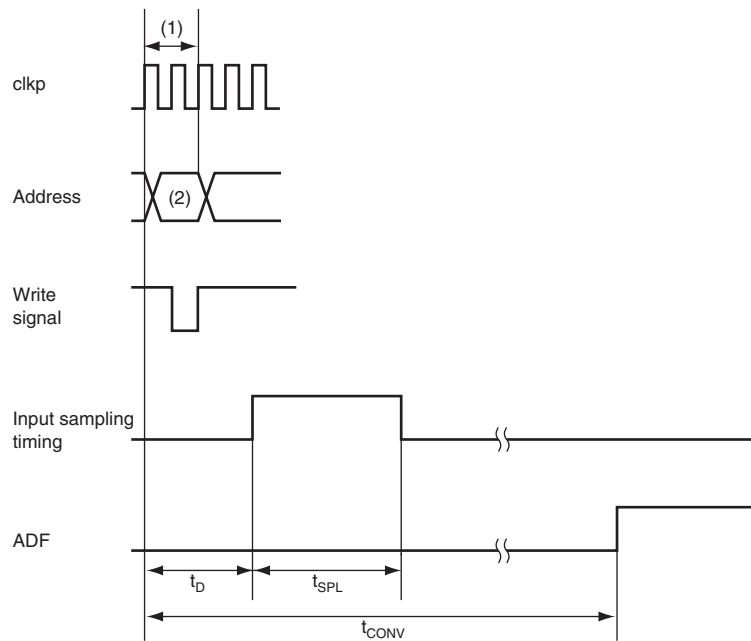 (1)
clkp
Address
(2)
Write
signal
Input sampling
timing
ADF
tD
tSPL
tCONV